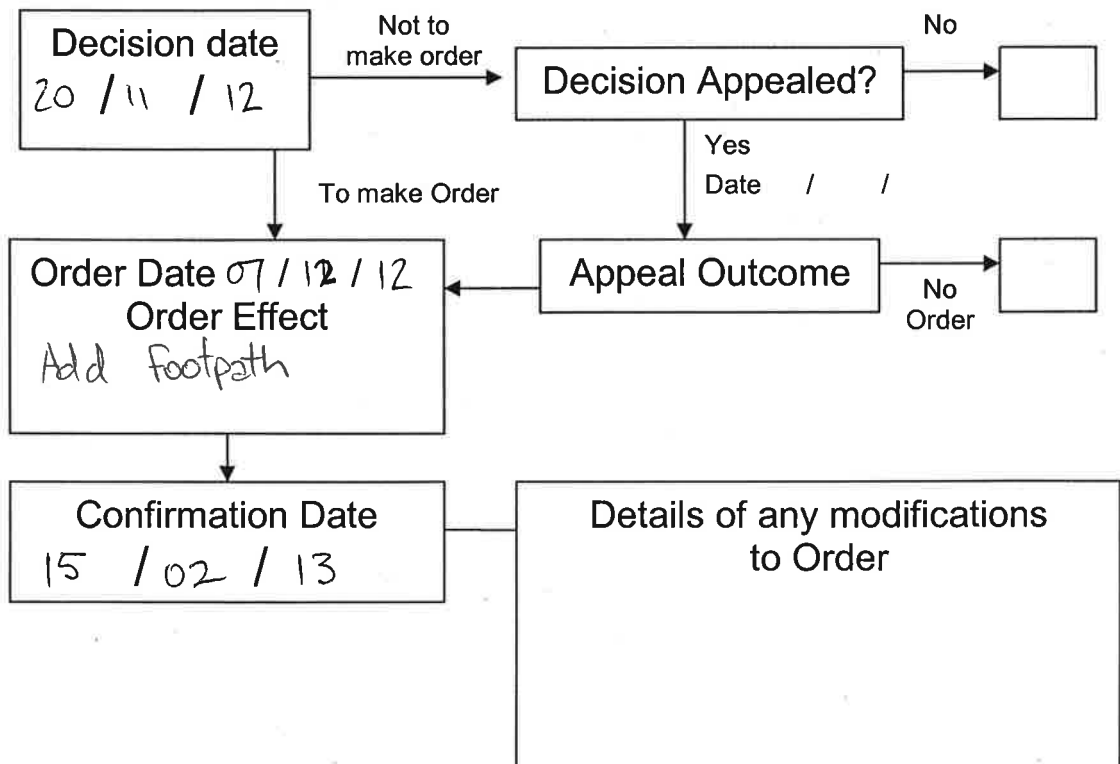 Decision date
20 / 11 / 12
Not to
make order
Decision Appealed?
No
Yes
Date / /
To make Order
Order Date 07 / 12 / 12
Order Effect
Add Footpath
Appeal Outcome
No
Order
Confirmation Date
15 / 02 / 13
Details of any modifications
to Order